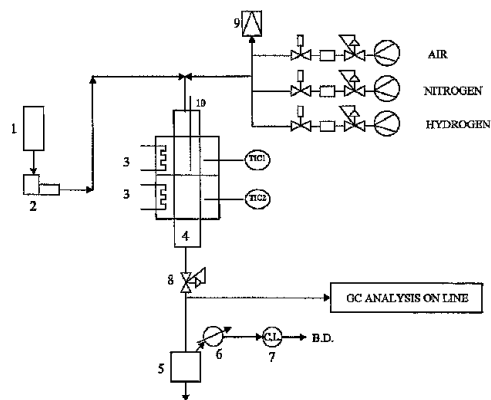 9
AIR
NITROGEN
HYDROGEN
10
1
2
3
TIC1
3
TIC2
4
8
GC ANALYSIS ON LINE
5
6
C.L.
7
B.D.